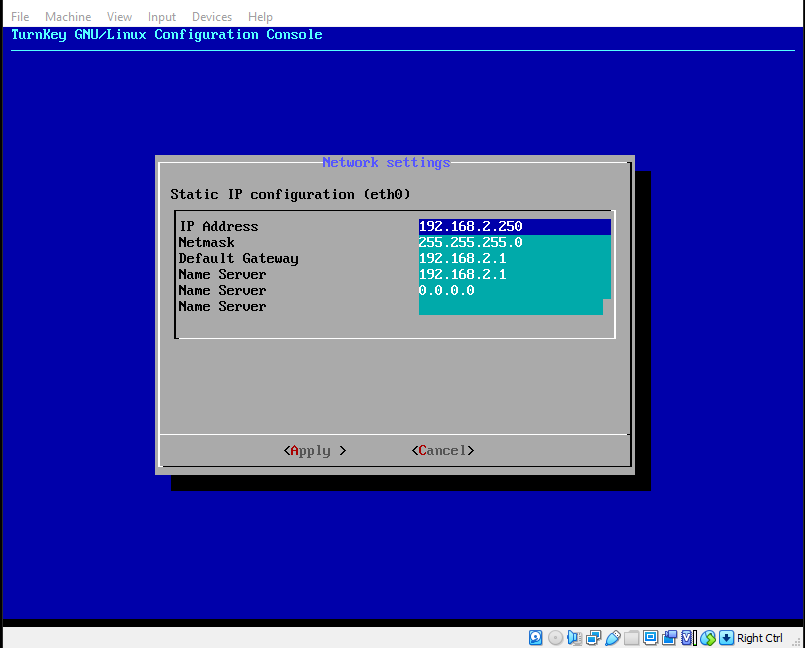 File Machine View Input Devices Help
TurnKey GNU/Linux Configuration Console
Network settings
Static IP configuration (eth0)
IP Address 192.168.2.250
Netmask 255.255.255.0
Default Gateway 192.168.2.1
Name Server 192.168.2.1
Name Server 0.0.0.0
Name Server
<Apply > <Cancel>
Right Ctrl